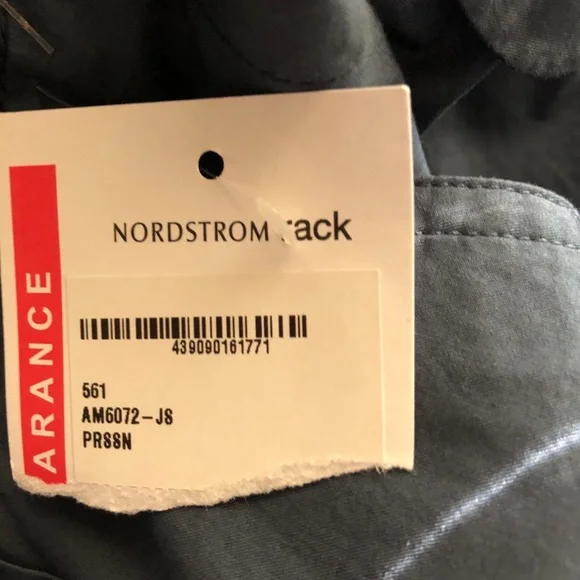 NORDSTROM rack
ARANCE
439090161771
561
AM6072-JS
PRSSN